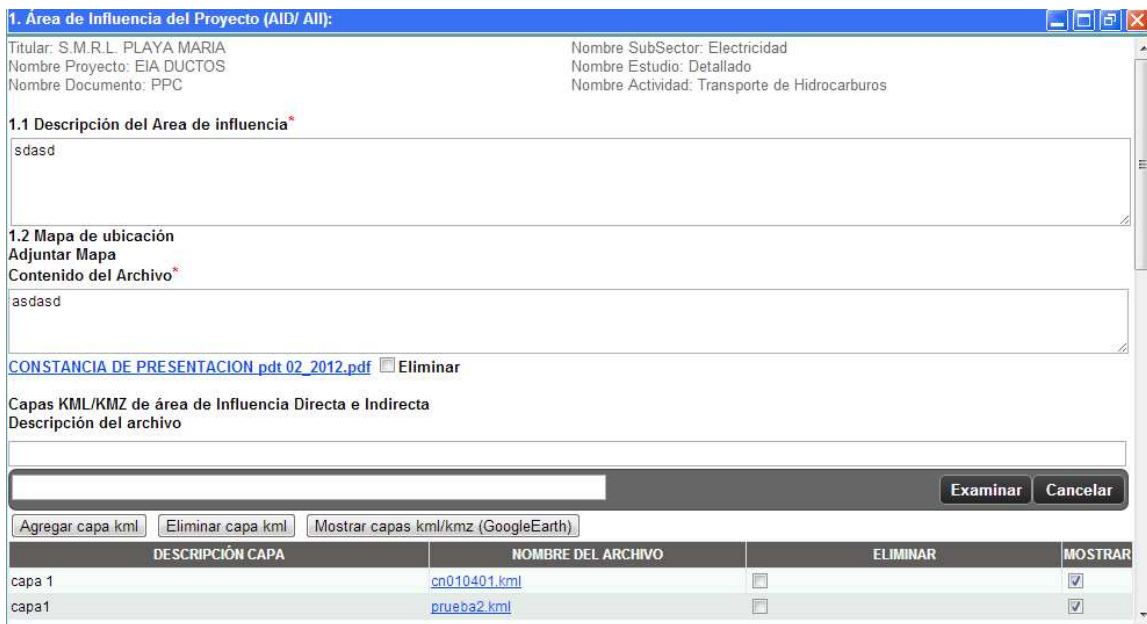 1. Área de Influencia del Proyecto (AID/ AII):
Titular: S.M.R.L. PLAYA MARIA
Nombre SubSector: Electricidad
Nombre Proyecto: EIA DUCTOS
Nombre Estudio: Detallado
Nombre Documento: PPC
Nombre Actividad: Transporte de Hidrocarburos
1.1 Descripción del Area de influencia*
sdasd
1.2 Mapa de ubicación
Adjuntar Mapa
Contenido del Archivo*
asdasd
CONSTANCIA DE PRESENTACION pdt 02_2012.pdf Eliminar
Capas KML/KMZ de área de Influencia Directa e Indirecta
Descripción del archivo
Examinar Cancelar
Agregar capa kml Eliminar capa kml Mostrar capas kml/kmz (GoogleEarth)
DESCRIPCIÓN CAPA NOMBRE DEL ARCHIVO ELIMINAR MOSTRAR
capa 1 cn010401.kml
capa1 prueba2.kml